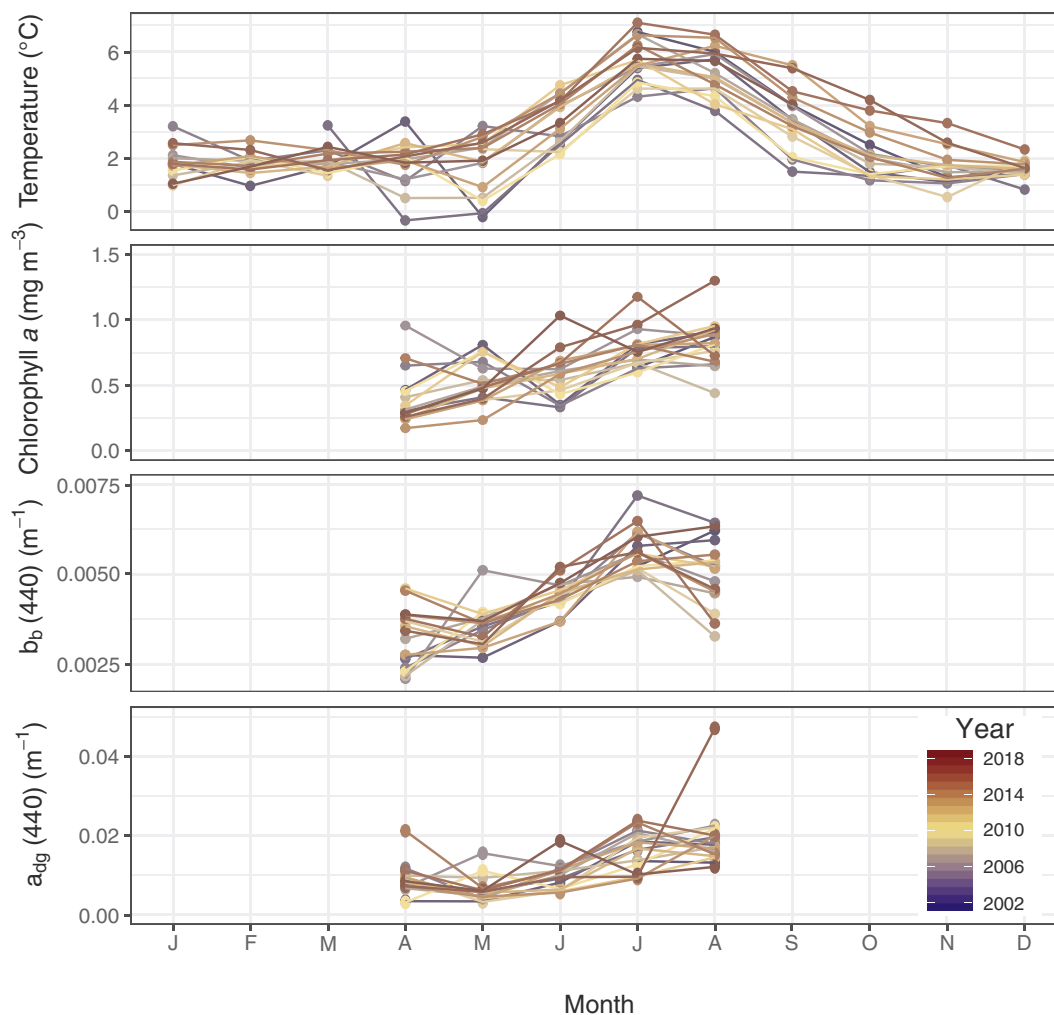 Temperature (°C)
6
4
2
0
Chlorophyll a (mg m⁻³)
1.5
1.0
0.5
0.0
b_b (440) (m⁻¹)
0.0075
0.0050
0.0025
a_dg (440) (m⁻¹)
0.04
0.02
0.00
Year
2018
2014
2010
2006
2002
J F M A M J J A S O N D
Month